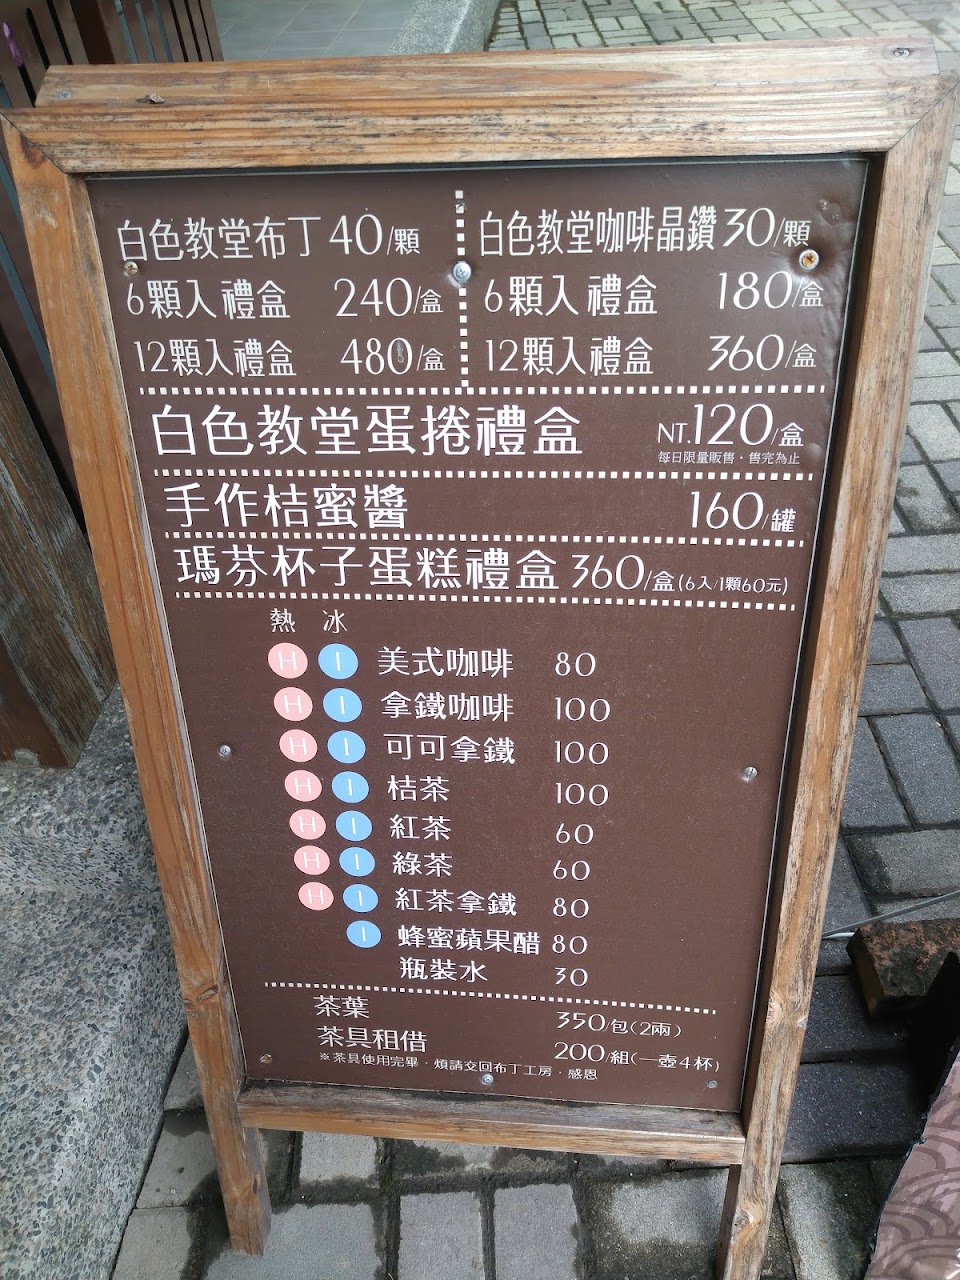 白色教堂布丁 40/顆
6顆入禮盒 240/盒
12顆入禮盒 480/盒
白色教堂咖啡晶鑽 30/顆
6顆入禮盒 180/盒
12顆入禮盒 360/盒
白色教堂蛋捲禮盒 NT.120/盒
每日限量販售・售完為止
手作桔蜜醬 160/罐
瑪芬杯子蛋糕禮盒 360/盒(6入/1顆60元)
熱 冰
H I 美式咖啡 80
H I 拿鐵咖啡 100
H I 可可拿鐵 100
H I 桔茶 100
H I 紅茶 60
H I 綠茶 60
H I 紅茶拿鐵 80
I 蜂蜜蘋果醋 80
瓶裝水 30
茶葉 350/包(2兩)
茶具租借 200/組(一壺4杯)
※茶具使用完畢・煩請交回布丁工房・感恩